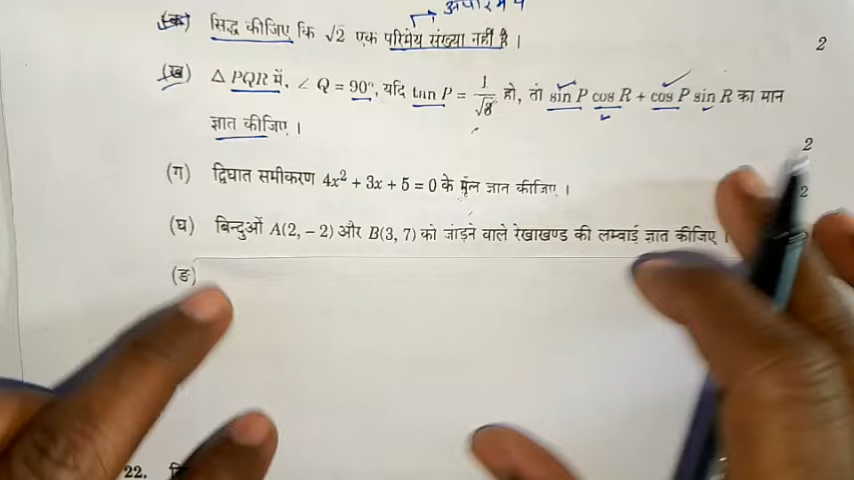 अपरिमेय
(क) सिद्ध कीजिए कि √2 एक परिमेय संख्या नहीं है । 2
(ख) △ PQR में, ∠ Q = 90°, यदि tan P = 1/√3 हो, तो sin P cos R + cos P sin R का मान
ज्ञात कीजिए । 2
(ग) द्विघात समीकरण 4x² + 3x + 5 = 0 के मूल ज्ञात कीजिए । 2
(घ) बिन्दुओं A(2, – 2) और B(3, 7) को जोड़ने वाले रेखाखण्ड की लम्बाई ज्ञात कीजिए ।
(ङ)
22.